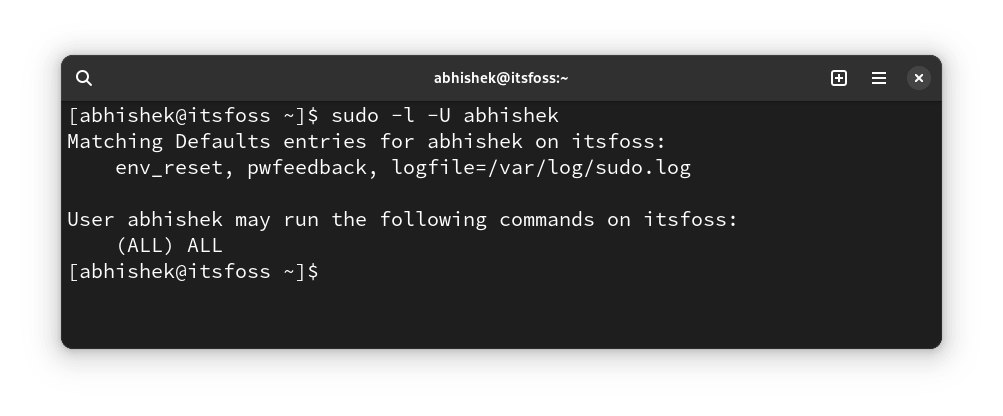 abhishek@itsfoss:~
[abhishek@itsfoss ~]$ sudo -l -U abhishek
Matching Defaults entries for abhishek on itsfoss:
    env_reset, pwfeedback, logfile=/var/log/sudo.log

User abhishek may run the following commands on itsfoss:
    (ALL) ALL
[abhishek@itsfoss ~]$